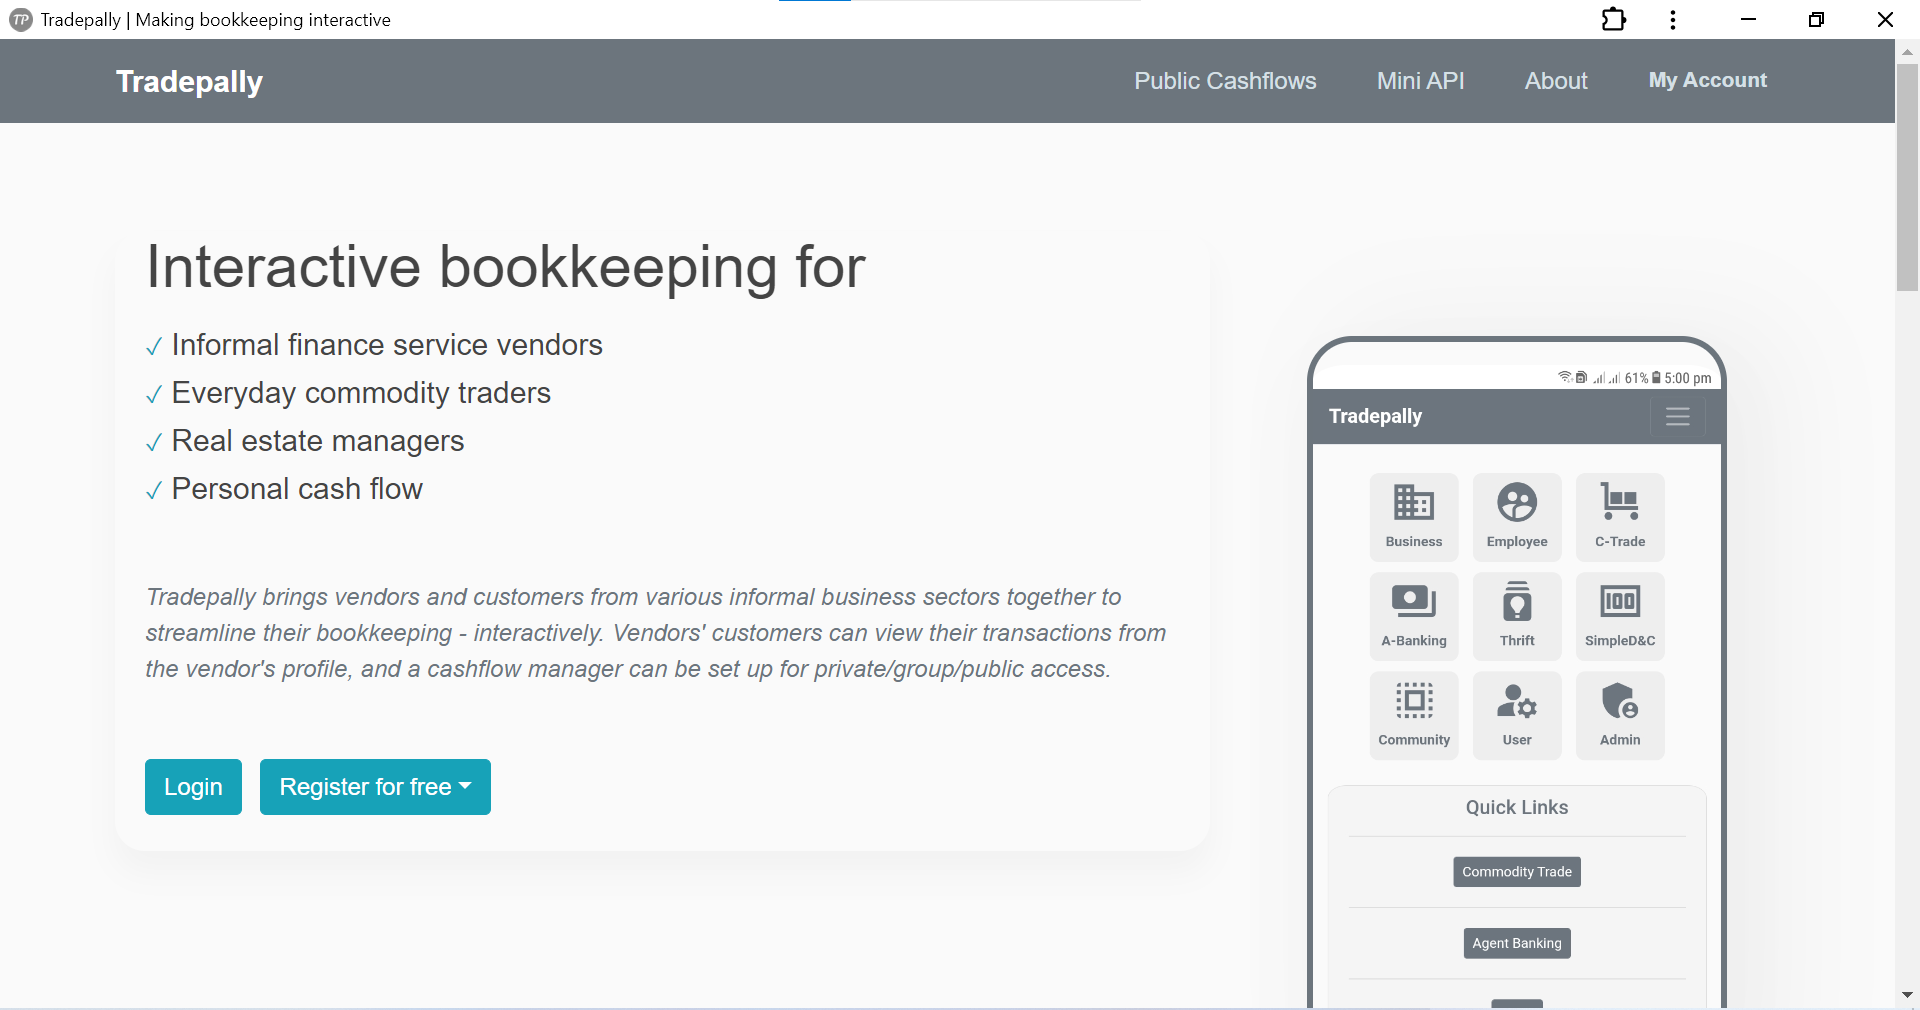 TP Tradepally | Making bookkeeping interactive
Tradepally
Public Cashflows
Mini API
About
My Account
Interactive bookkeeping for
✓ Informal finance service vendors
✓ Everyday commodity traders
✓ Real estate managers
✓ Personal cash flow
Tradepally brings vendors and customers from various informal business sectors together to
streamline their bookkeeping - interactively. Vendors' customers can view their transactions from
the vendor's profile, and a cashflow manager can be set up for private/group/public access.
Login
Register for free
61% 5:00 pm
Tradepally
Business
Employee
C-Trade
A-Banking
Thrift
100
SimpleD&C
Community
User
Admin
Quick Links
Commodity Trade
Agent Banking